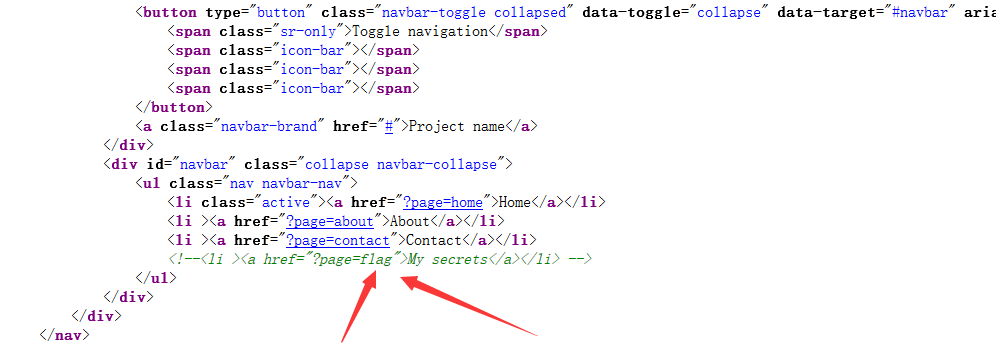 <button type="button" class="navbar-toggle collapsed" data-toggle="collapse" data-target="#navbar" aria
<span class="sr-only">Toggle navigation</span>
<span class="icon-bar"></span>
<span class="icon-bar"></span>
<span class="icon-bar"></span>
</button>
<a class="navbar-brand" href="#">Project name</a>
</div>
<div id="navbar" class="collapse navbar-collapse">
<ul class="nav navbar-nav">
<li class="active"><a href="?page=home">Home</a></li>
<li ><a href="?page=about">About</a></li>
<li ><a href="?page=contact">Contact</a></li>
<!--<li ><a href="?page=flag">My secrets</a></li> -->
</ul>
</div>
</div>
</nav>